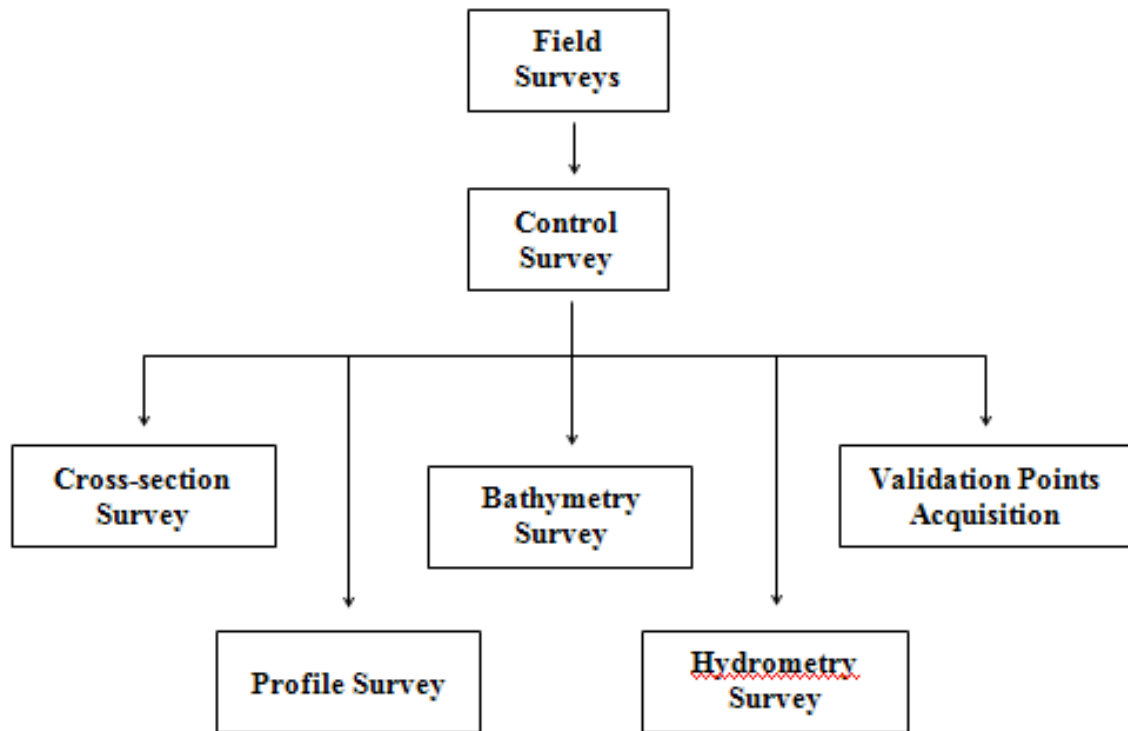 Field
Surveys
Control
Survey
Cross-section
Survey
Bathymetry
Survey
Validation Points
Acquisition
Profile Survey
Hydrometry
Survey